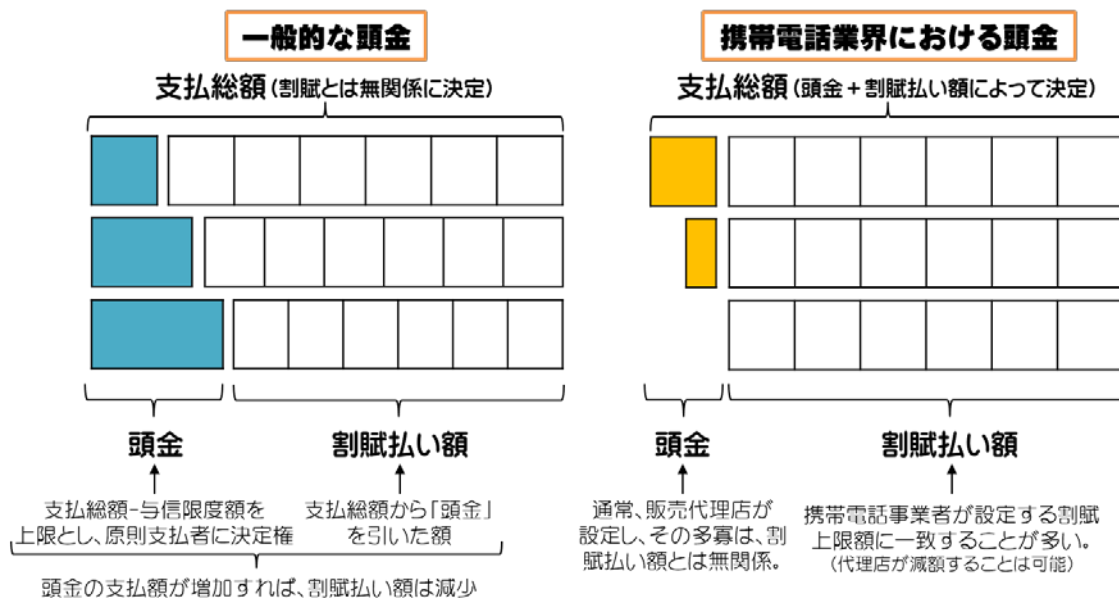 一般的な頭金
支払総額(割賦とは無関係に決定)
頭金
割賦払い額
支払総額-与信限度額を
上限とし、原則支払者に決定権
支払総額から「頭金」
を引いた額
頭金の支払額が増加すれば、割賦払い額は減少
携帯電話業界における頭金
支払総額(頭金+割賦払い額によって決定)
頭金
割賦払い額
通常、販売代理店が
設定し、その多寡は、割
賦払い額とは無関係。
携帯電話事業者が設定する割賦
上限額に一致することが多い。
(代理店が減額することは可能)